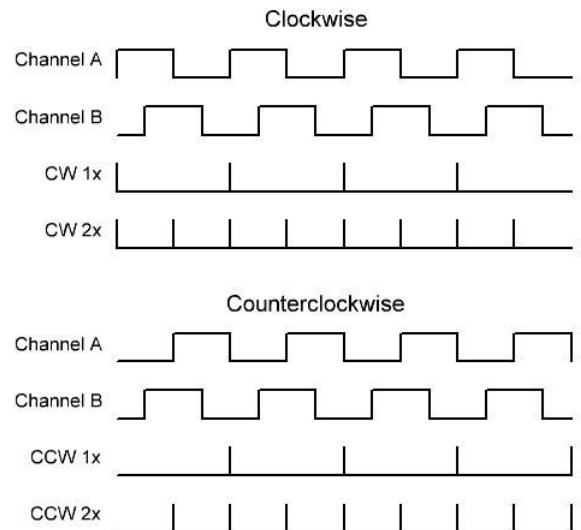 Clockwise
Channel A
Channel B
CW 1x
CW 2x
Counterclockwise
Channel A
Channel B
CCW 1x
CCW 2x